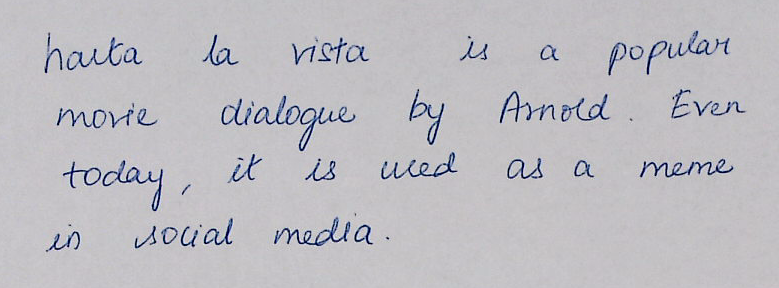 hasta la vista is a popular
movie dialogue by Arnold. Even
today, it is used as a meme
in social media.